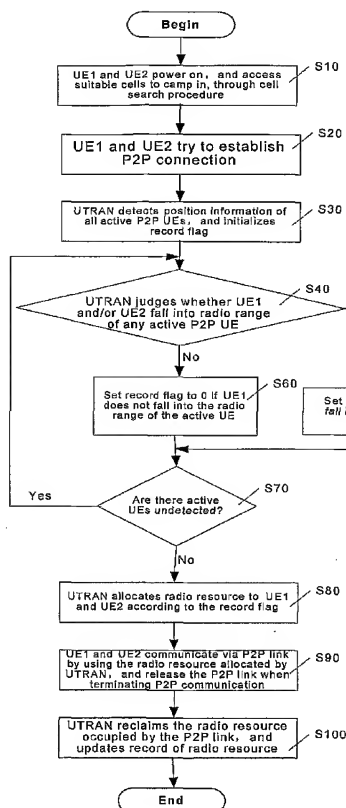 Begin
S10
UE1 and UE2 power on, and access
suitable cells to camp in, through cell
search procedure
S20
UE1 and UE2 try to establish
P2P connection
S30
UTRAN detects position information of
all active P2P UEs, and initializes
record flag
S40
UTRAN judges whether UE1
and/or UE2 fall into radio range
of any active P2P UE
No
S60
Set record flag to 0 if UE1
does not fall into the radio
range of the active UE
Set
fall
S70
Are there active
UEs undetected?
Yes
No
S80
UTRAN allocates radio resource to UE1
and UE2 according to the record flag
S90
UE1 and UE2 communicate via P2P link
by using the radio resource allocated by
UTRAN, and release the P2P link when
terminating P2P communication
UTRAN reclaims the radio resource
occupied by the P2P link, and
updates record of radio resource
S100
End